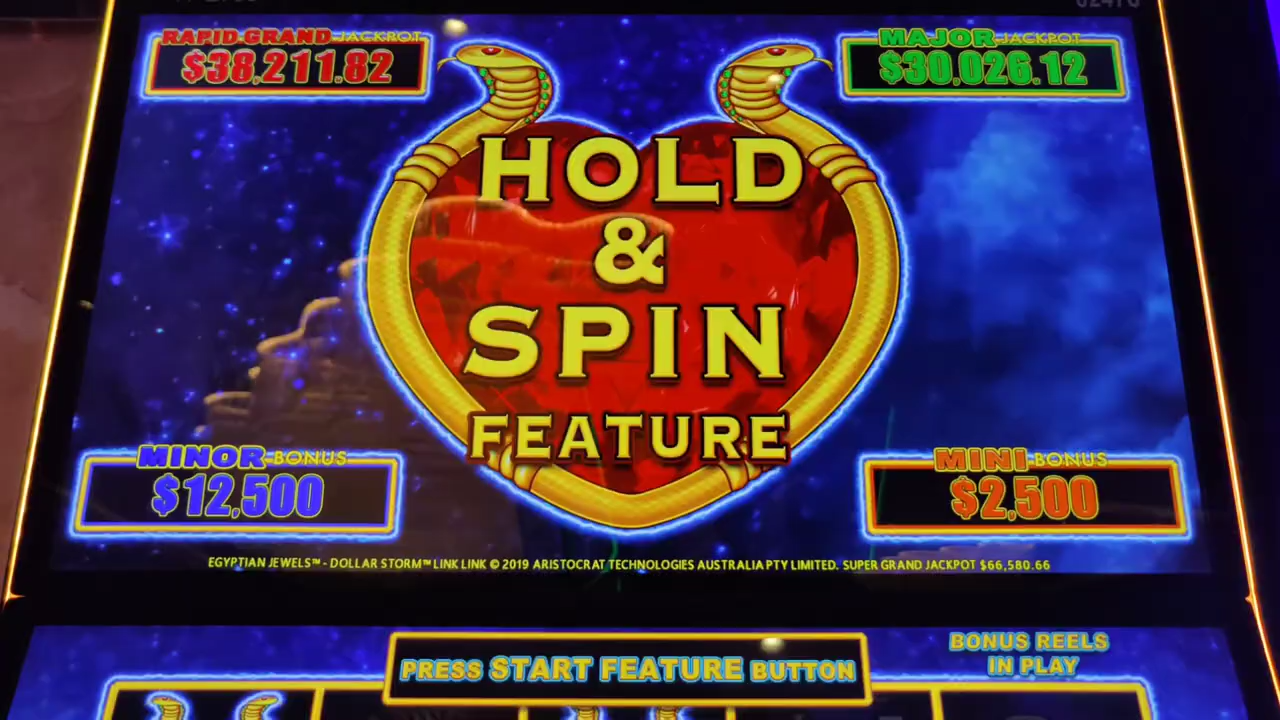 RAPID GRAND JACKPOT
$38,211.82
MAJOR JACKPOT
$30,026.12
HOLD
&
SPIN
FEATURE
MINOR BONUS
$12,500
MINI BONUS
$2,500
EGYPTIAN JEWELS™ - DOLLAR STORM™ LINK LINK © 2019 ARISTOCRAT TECHNOLOGIES AUSTRALIA PTY LIMITED. SUPER GRAND JACKPOT $66,580.66
PRESS START FEATURE BUTTON
BONUS REELS
IN PLAY